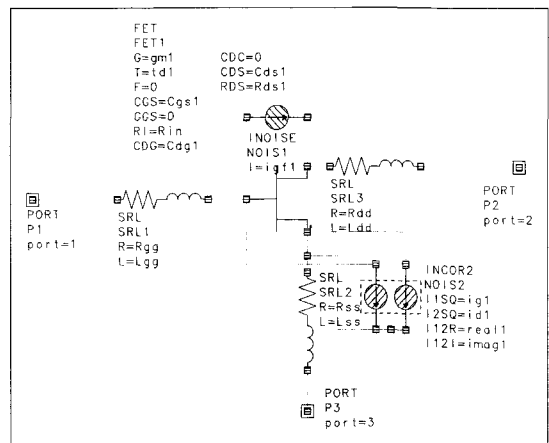 FET
FET1
G=gm1
T=td1
F=0
CGS=Cgs1
GGS=0
RI=Rin
CDG=Cdg1
CDC=0
CDS=Cds1
RDS=Rds1
INOISE
NOIS1
I=igf1
PORT
P1
port=1
SRL
SRL1
R=Rgg
L=Lgg
SRL
SRL3
R=Rdd
L=Ldd
PORT
P2
port=2
SRL
SRL2
R=Rss
L=Lss
INCOR2
NOIS2
I1SQ=ig1
I2SQ=id1
I12R=real1
I12I=imag1
PORT
P3
port=3